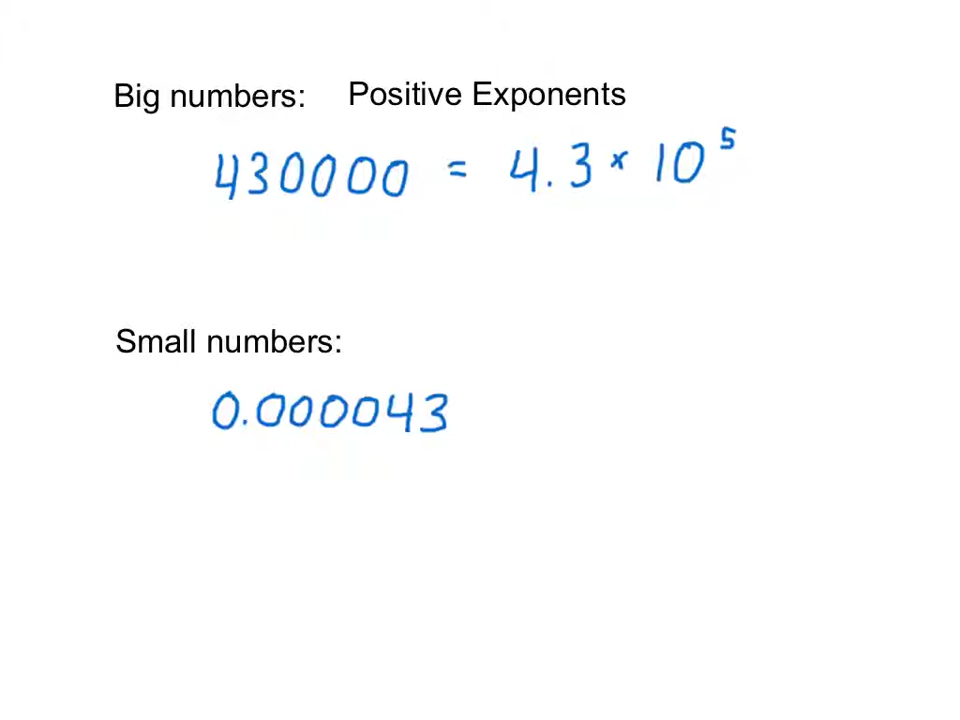 Big numbers: Positive Exponents
430000 = 4.3 × 10⁵
Small numbers:
0.000043